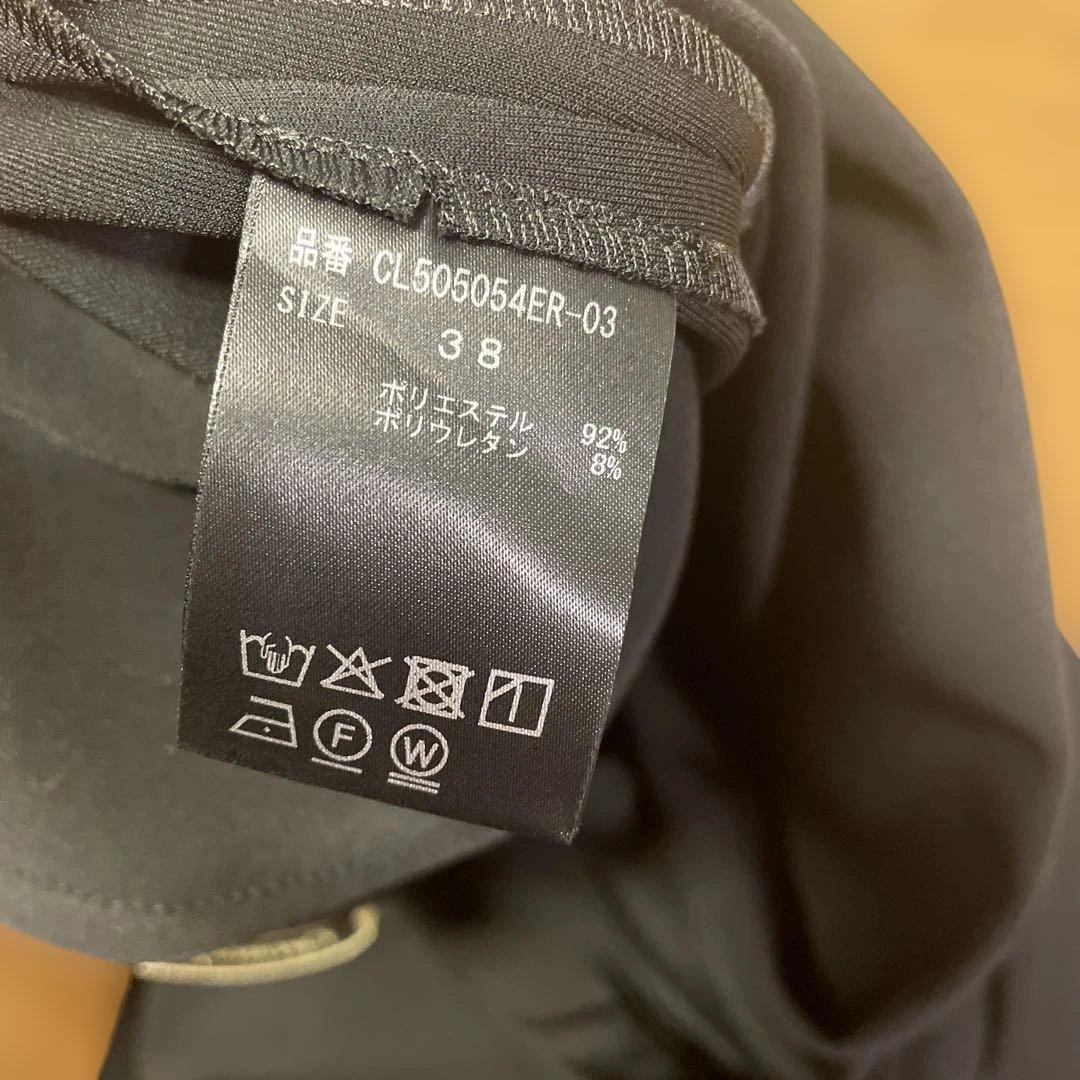 品番 CL505054ER-03
SIZE 38
ポリエステル 92%
ポリウレタン 8%
F W